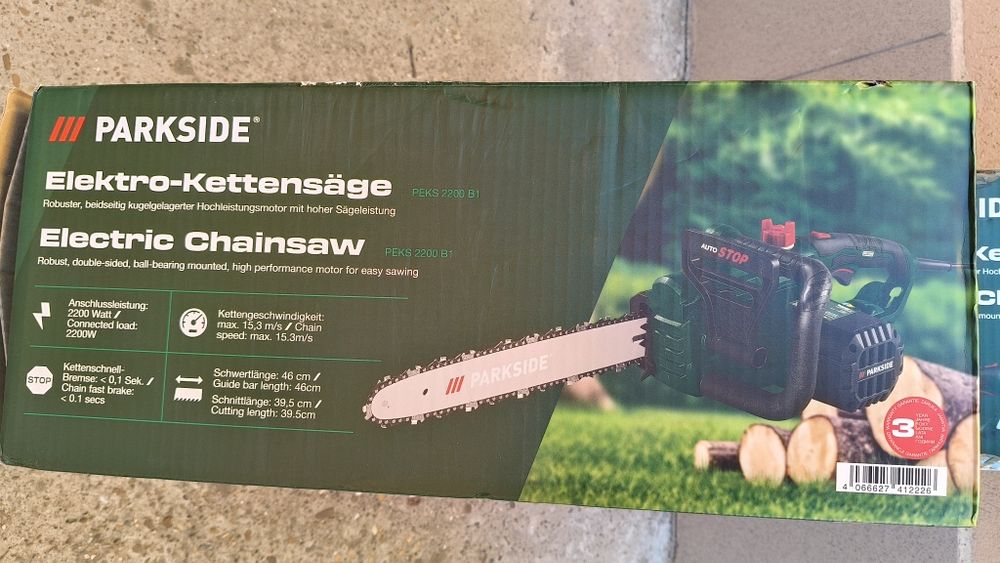 PARKSIDE®
Elektro-Kettensäge PEKS 2200 B1
Robuster, beidseitig kugelgelagerter Hochleistungsmotor mit hoher Sägeleistung
Electric Chainsaw PEKS 2200 B1
Robust, double-sided, ball-bearing mounted, high performance motor for easy sawing
Anschlussleistung:
2200 Watt /
Connected load:
2200W
Kettengeschwindigkeit:
max. 15,3 m/s / Chain
speed: max. 15.3m/s
STOP
Kettenschnell-
Bremse: < 0,1 Sek. /
Chain fast brake:
< 0.1 secs
Schwertlänge: 46 cm /
Guide bar length: 46cm
Schnittlänge: 39,5 cm /
Cutting length: 39.5cm
PARKSIDE
AUTO STOP
PARKSIDE
3
YEAR
JAHRE
4 066627 412226